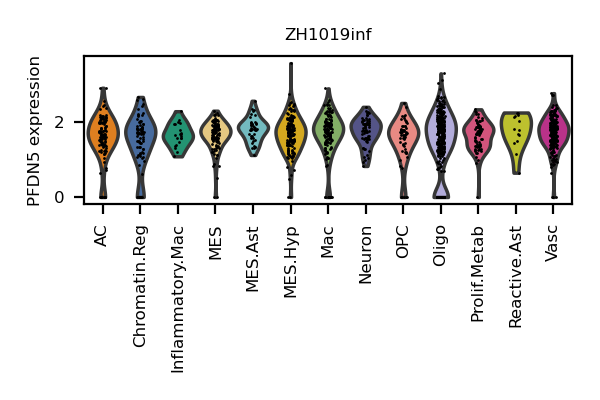 ZH1019inf
PFDN5 expression
2
0
AC
Chromatin.Reg
Inflammatory.Mac
MES
MES.Ast
MES.Hyp
Mac
Neuron
OPC
Oligo
Prolif.Metab
Reactive.Ast
Vasc